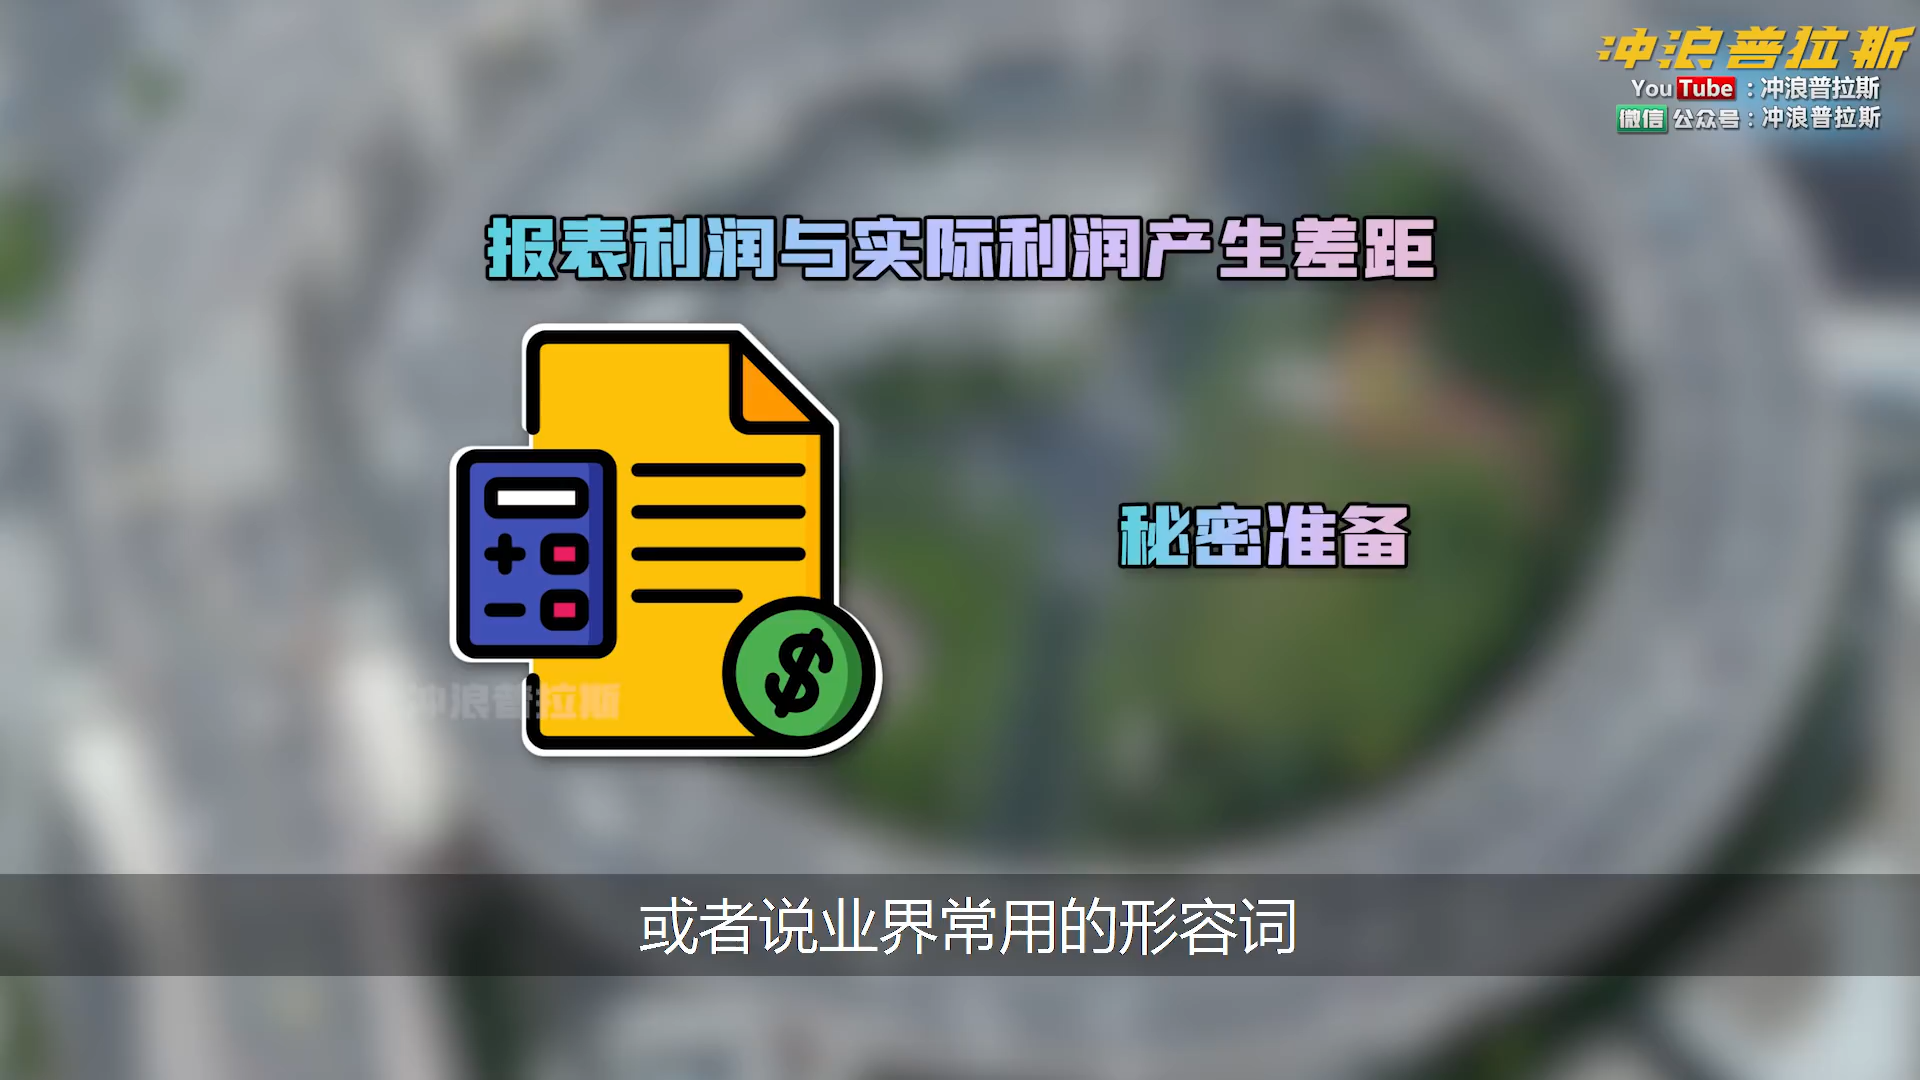 冲浪普拉斯
YouTube：冲浪普拉斯
微信 公众号：冲浪普拉斯
报表利润与实际利润产生差距
秘密准备
冲浪普拉斯
或者说业界常用的形容词